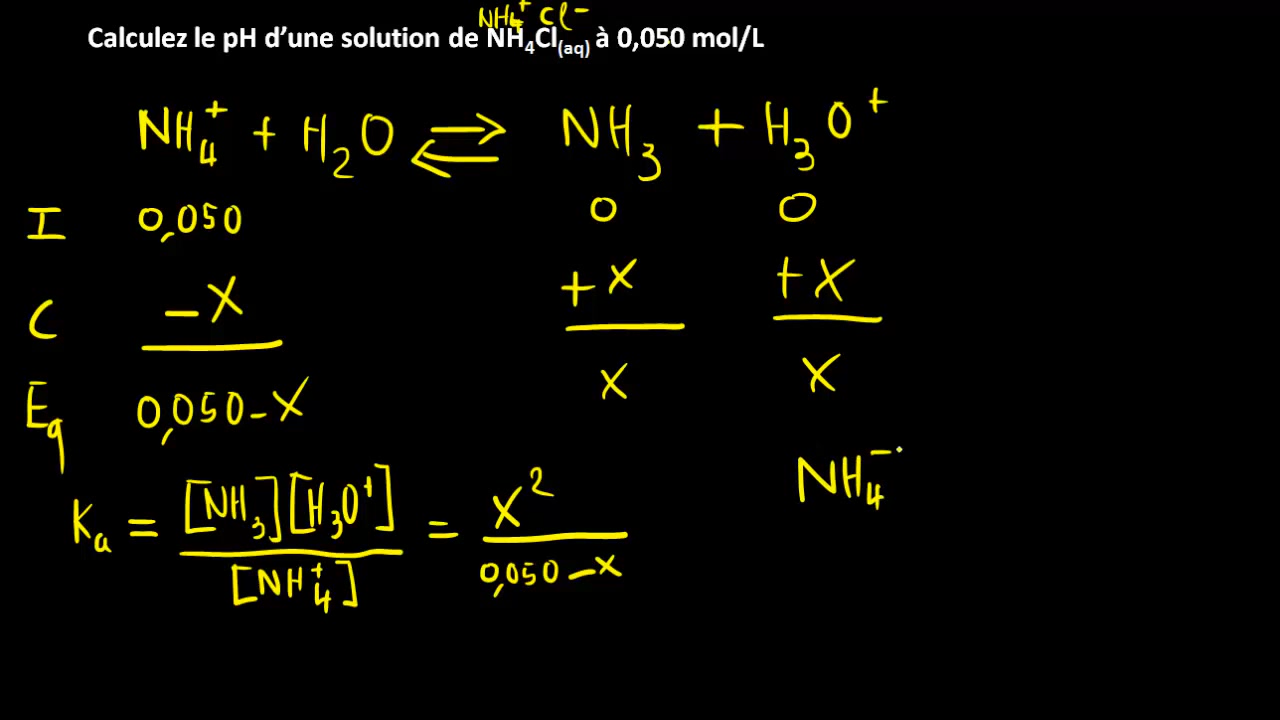 NH₄⁺ Cl⁻
Calculez le pH d’une solution de NH₄Cl₍aq₎ à 0,050 mol/L
NH₄⁺ + H₂O ⇌ NH₃ + H₃O⁺
I 0,050 0 0
C −X +X +X
Eq 0,050−X X X
NH₄⁻
Ka = [NH₃][H₃O⁺] / [NH₄⁺] = X² / 0,050−X